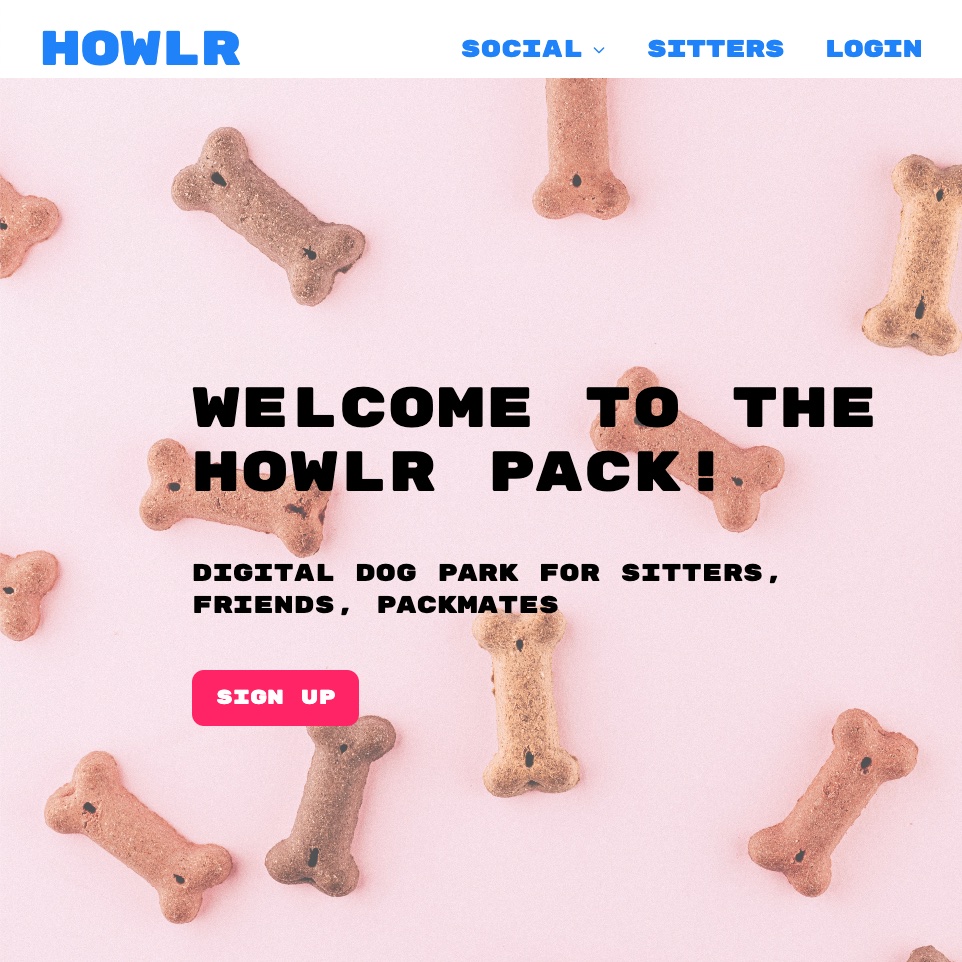 HOWLR
SOCIAL SITTERS LOGIN
WELCOME TO THE
HOWLR PACK!
DIGITAL DOG PARK FOR SITTERS,
FRIENDS, PACKMATES
SIGN UP